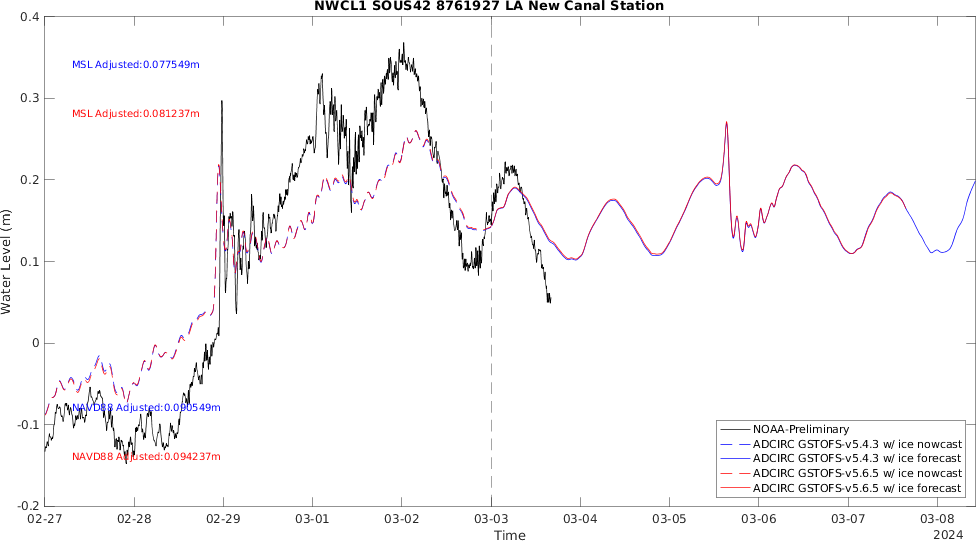 NWCL1 SOUS42 8761927 LA New Canal Station
Water Level (m)
0.4
0.3
0.2
0.1
0
-0.1
-0.2
MSL Adjusted:0.077549m
MSL Adjusted:0.081237m
NAVD88 Adjusted:0.090549m
NAVD88 Adjusted:0.094237m
NOAA-Preliminary
ADCIRC GSTOFS-v5.4.3 w/ ice nowcast
ADCIRC GSTOFS-v5.4.3 w/ ice forecast
ADCIRC GSTOFS-v5.6.5 w/ ice nowcast
ADCIRC GSTOFS-v5.6.5 w/ ice forecast
02-27 02-28 02-29 03-01 03-02 03-03 03-04 03-05 03-06 03-07 03-08
2024
Time